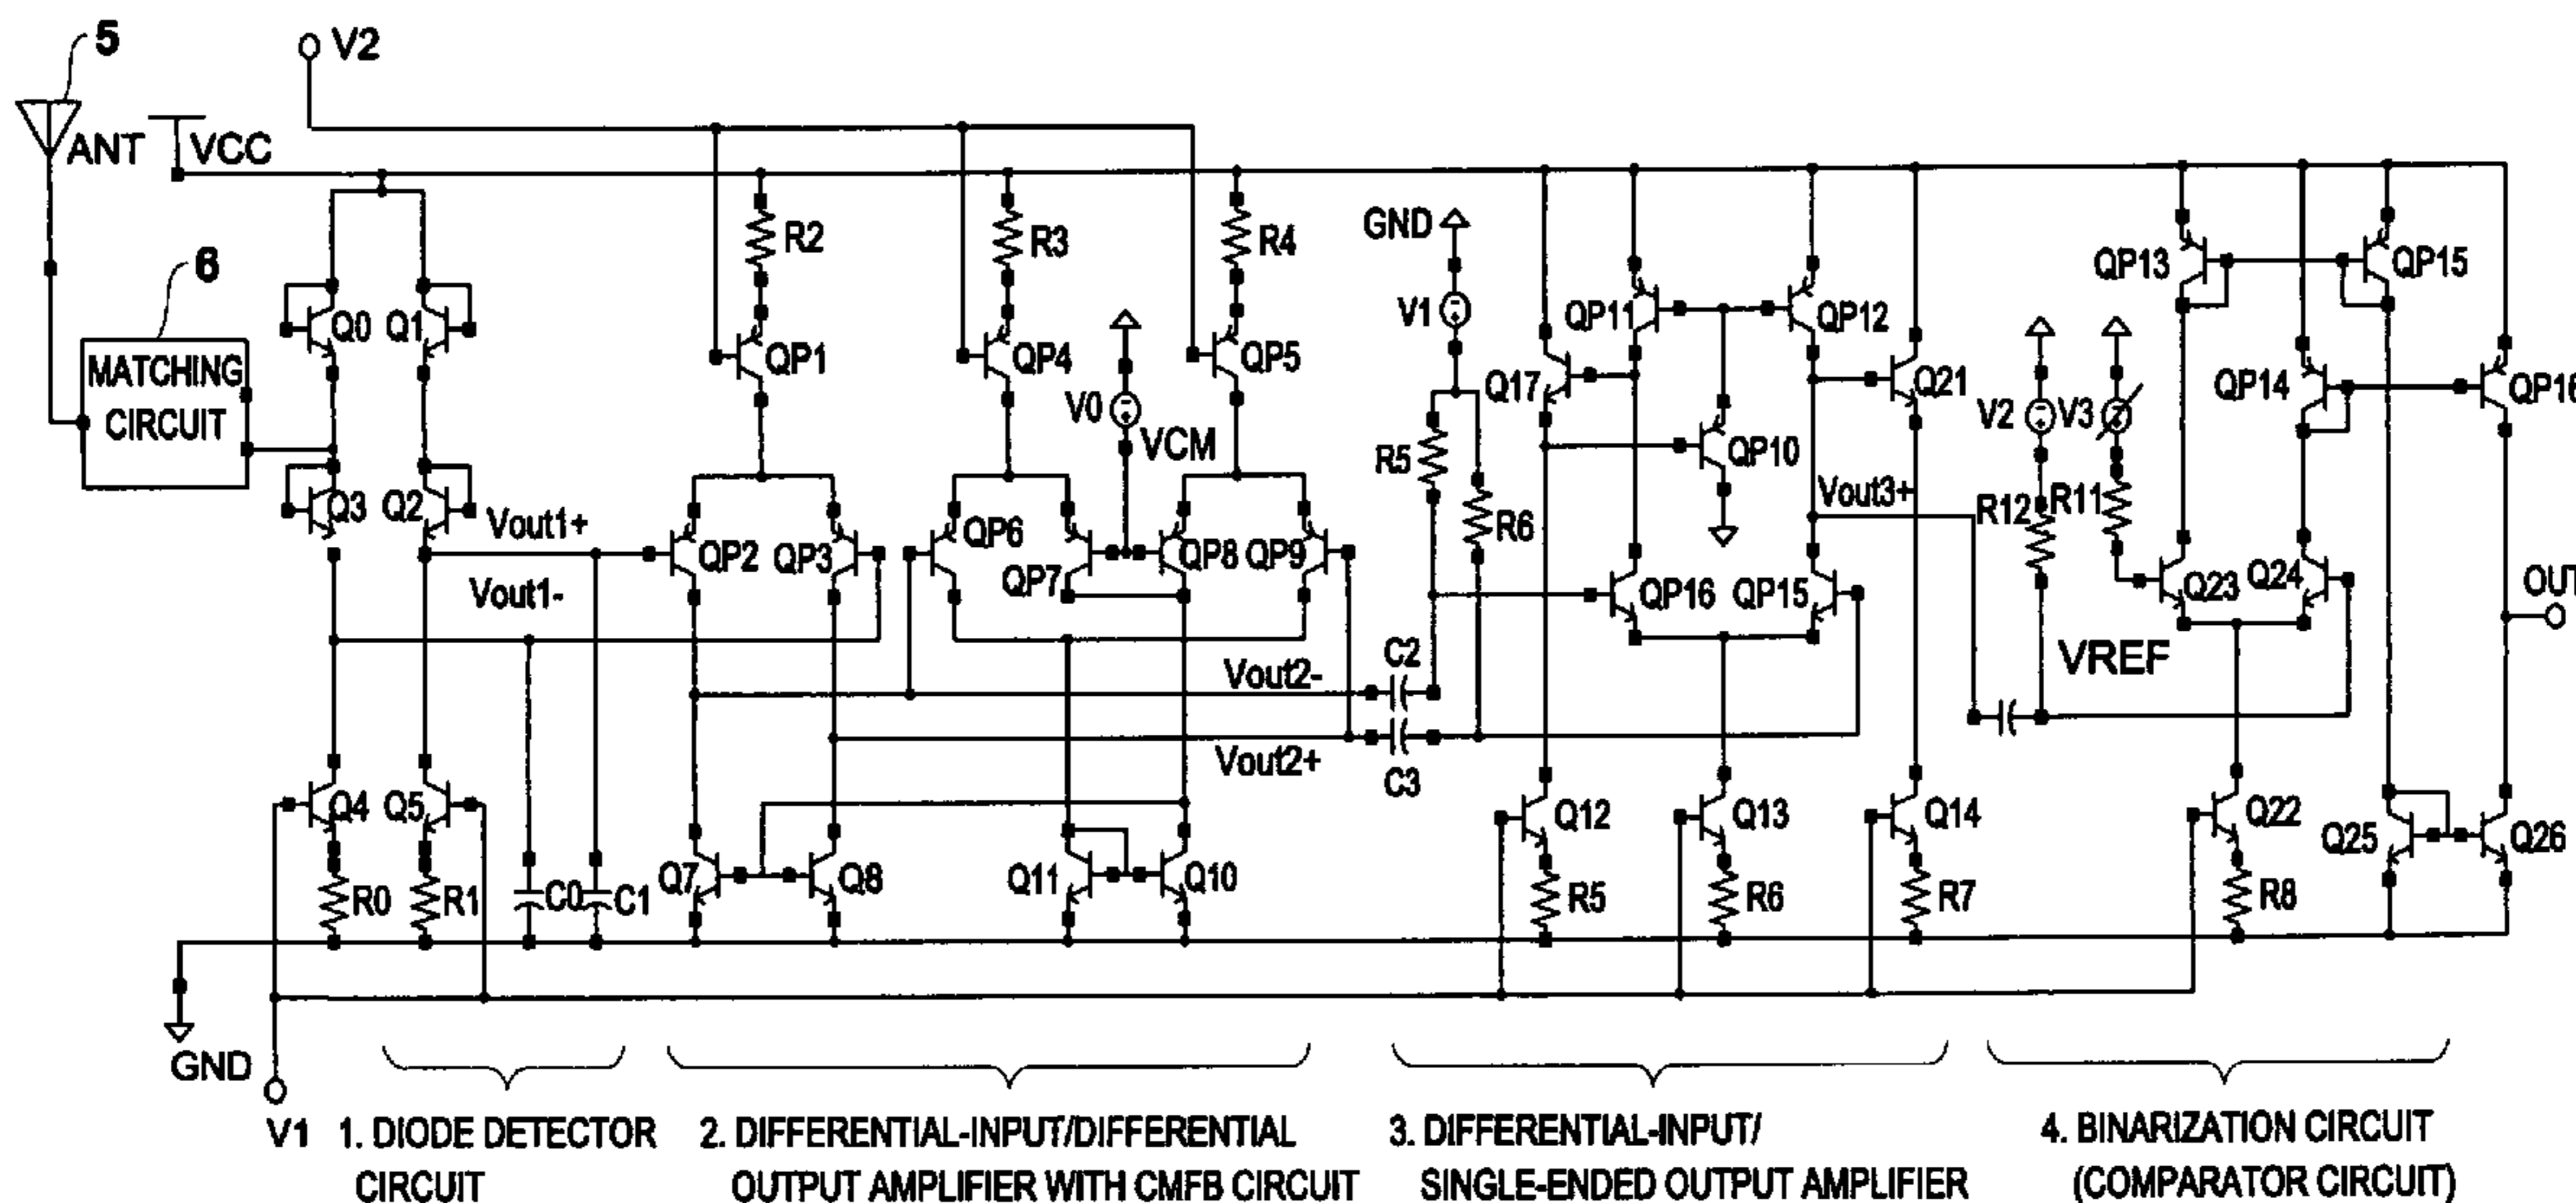 5
V2
ANT
VCC
6
MATCHING
CIRCUIT
Q0
Q1
Q3
Q2
Vout1+
Vout1-
Q4
Q5
R0
R1
C0
C1
R2
R3
R4
QP1
QP4
QP5
V0
VCM
QP2
QP3
QP6
QP7
QP8
QP9
Vout2-
Vout2+
C2
C3
Q7
Q8
Q11
Q10
GND
V1
R5
R6
Q17
QP11
QP12
QP10
Q21
Vout3+
QP16
QP15
Q12
Q13
Q14
R5
R6
R7
V2
V3
R12
R11
QP13
QP15
QP14
QP16
Q23
Q24
VREF
OUT
Q22
Q25
Q26
R8
GND
V1
1. DIODE DETECTOR
CIRCUIT
2. DIFFERENTIAL-INPUT/DIFFERENTIAL
OUTPUT AMPLIFIER WITH CMFB CIRCUIT
3. DIFFERENTIAL-INPUT/
SINGLE-ENDED OUTPUT AMPLIFIER
4. BINARIZATION CIRCUIT
(COMPARATOR CIRCUIT)